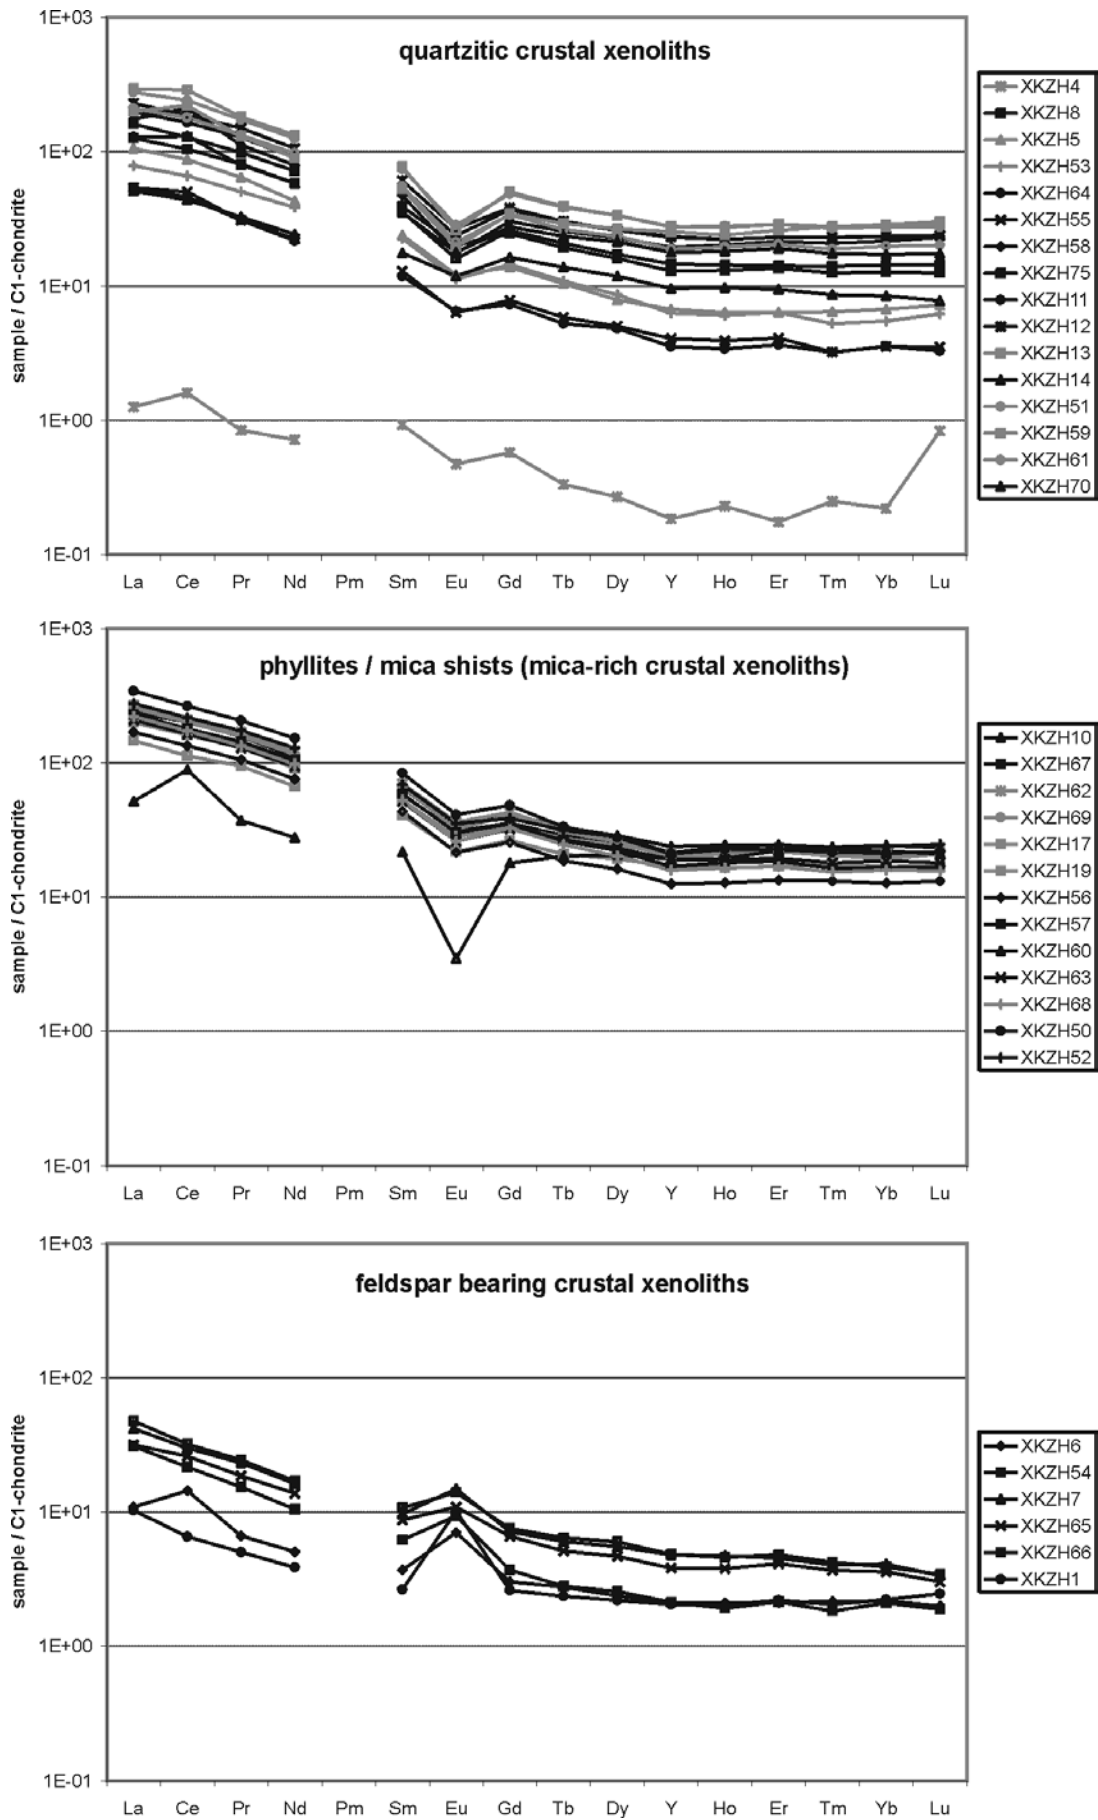 quartzitic crustal xenoliths
sample / C1-chondrite
1E+03
1E+02
1E+01
1E+00
1E-01
La Ce Pr Nd Pm Sm Eu Gd Tb Dy Y Ho Er Tm Yb Lu
XKZH4
XKZH8
XKZH5
XKZH53
XKZH64
XKZH55
XKZH58
XKZH75
XKZH11
XKZH12
XKZH13
XKZH14
XKZH51
XKZH59
XKZH61
XKZH70
phyllites / mica shists (mica-rich crustal xenoliths)
sample / C1-chondrite
1E+03
1E+02
1E+01
1E+00
1E-01
La Ce Pr Nd Pm Sm Eu Gd Tb Dy Y Ho Er Tm Yb Lu
XKZH10
XKZH67
XKZH62
XKZH69
XKZH17
XKZH19
XKZH56
XKZH57
XKZH60
XKZH63
XKZH68
XKZH50
XKZH52
feldspar bearing crustal xenoliths
sample / C1-chondrite
1E+03
1E+02
1E+01
1E+00
1E-01
La Ce Pr Nd Pm Sm Eu Gd Tb Dy Y Ho Er Tm Yb Lu
XKZH6
XKZH54
XKZH7
XKZH65
XKZH66
XKZH1